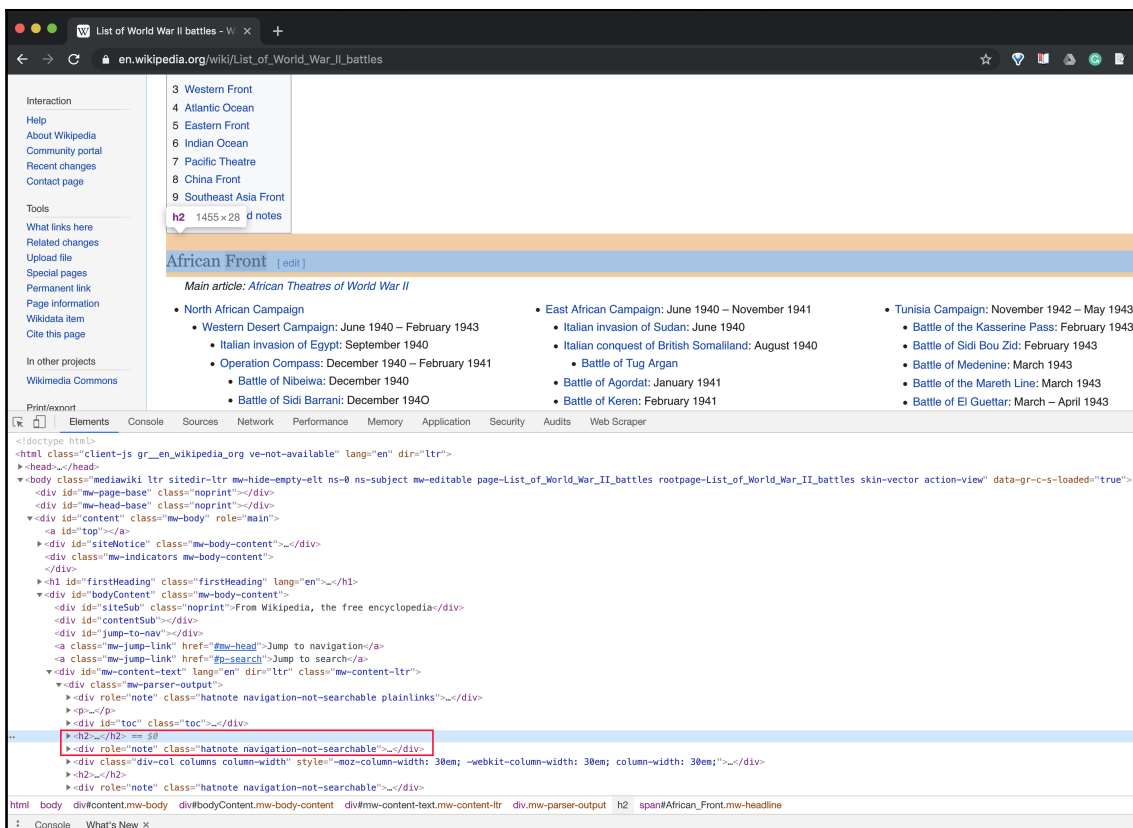 List of World War II battles - W
en.wikipedia.org/wiki/List_of_World_War_II_battles
Interaction
Help
About Wikipedia
Community portal
Recent changes
Contact page
Tools
What links here
Related changes
Upload file
Special pages
Permanent link
Page information
Wikidata item
Cite this page
In other projects
Wikimedia Commons
Print/export
3 Western Front
4 Atlantic Ocean
5 Eastern Front
6 Indian Ocean
7 Pacific Theatre
8 China Front
9 Southeast Asia Front
d notes
h2 1455 × 28
African Front [ edit ]
Main article: African Theatres of World War II
• North African Campaign
• Western Desert Campaign: June 1940 – February 1943
• Italian invasion of Egypt: September 1940
• Operation Compass: December 1940 – February 1941
• Battle of Nibeiwa: December 1940
• Battle of Sidi Barrani: December 194O
• East African Campaign: June 1940 – November 1941
• Italian invasion of Sudan: June 1940
• Italian conquest of British Somaliland: August 1940
• Battle of Tug Argan
• Battle of Agordat: January 1941
• Battle of Keren: February 1941
• Tunisia Campaign: November 1942 – May 1943
• Battle of the Kasserine Pass: February 1943
• Battle of Sidi Bou Zid: February 1943
• Battle of Medenine: March 1943
• Battle of the Mareth Line: March 1943
• Battle of El Guettar: March – April 1943
Elements Console Sources Network Performance Memory Application Security Audits Web Scraper
<!doctype html>
<html class="client-js gr__en_wikipedia_org ve-not-available" lang="en" dir="ltr">
▶<head>…</head>
▼<body class="mediawiki ltr sitedir-ltr mw-hide-empty-elt ns-0 ns-subject mw-editable page-List_of_World_War_II_battles rootpage-List_of_World_War_II_battles skin-vector action-view" data-gr-c-s-loaded="true">
<div id="mw-page-base" class="noprint"></div>
<div id="mw-head-base" class="noprint"></div>
▼<div id="content" class="mw-body" role="main">
<a id="top"></a>
▶<div id="siteNotice" class="mw-body-content">…</div>
<div class="mw-indicators mw-body-content">
</div>
▶<h1 id="firstHeading" class="firstHeading" lang="en">…</h1>
▼<div id="bodyContent" class="mw-body-content">
<div id="siteSub" class="noprint">From Wikipedia, the free encyclopedia</div>
<div id="contentSub"></div>
<div id="jump-to-nav"></div>
<a class="mw-jump-link" href="#mw-head">Jump to navigation</a>
<a class="mw-jump-link" href="#p-search">Jump to search</a>
▼<div id="mw-content-text" lang="en" dir="ltr" class="mw-content-ltr">
▼<div class="mw-parser-output">
▶<div role="note" class="hatnote navigation-not-searchable plainlinks">…</div>
▶<p>…</p>
▶<div id="toc" class="toc">…</div>
▶<h2>…</h2> == $0
▶<div role="note" class="hatnote navigation-not-searchable">…</div>
▶<div class="div-col columns column-width" style="-moz-column-width: 30em; -webkit-column-width: 30em; column-width: 30em;">…</div>
▶<h2>…</h2>
▶<div role="note" class="hatnote navigation-not-searchable">…</div>
html body div#content.mw-body div#bodyContent.mw-body-content div#mw-content-text.mw-content-ltr div.mw-parser-output h2 span#African_Front.mw-headline
Console What's New ×